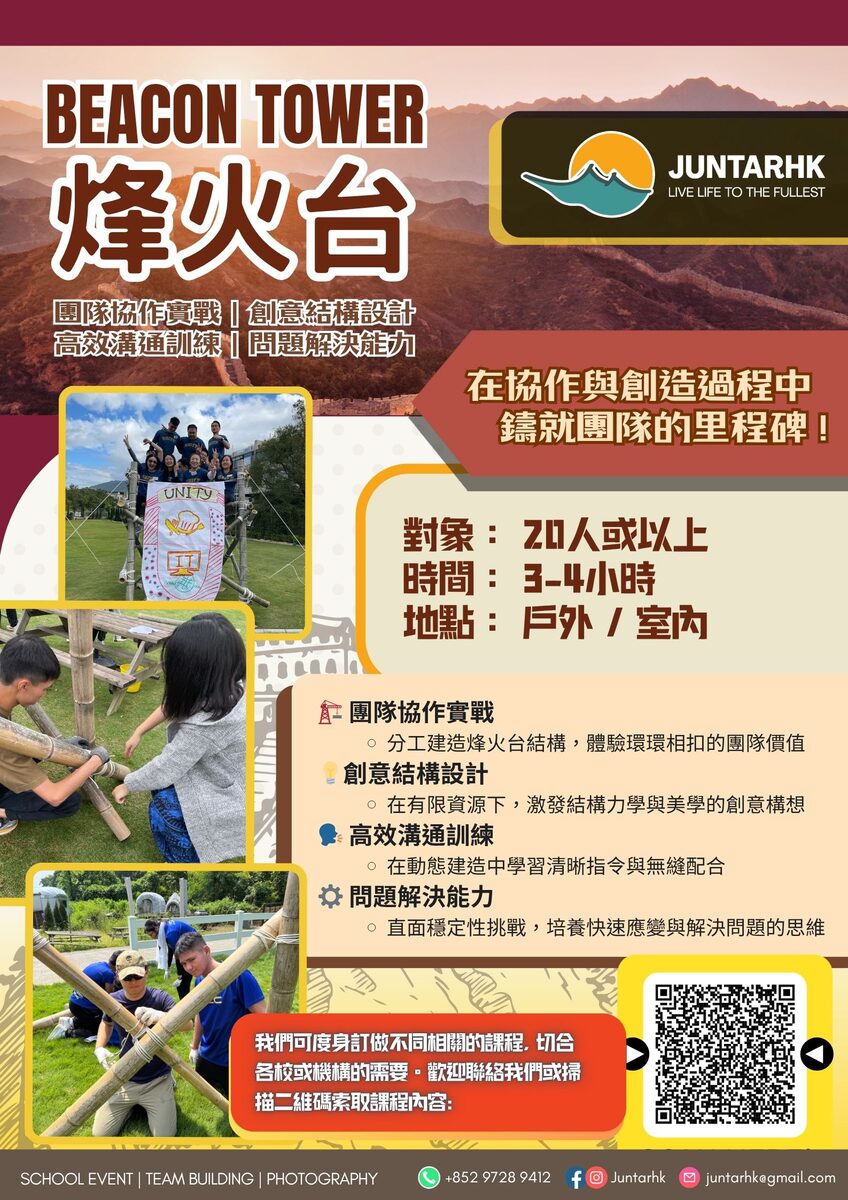 BEACON TOWER
烽火台
團隊協作實戰 | 創意結構設計
高效溝通訓練 | 問題解決能力
JUNTARHK
LIVE LIFE TO THE FULLEST
在協作與創造過程中
鑄就團隊的里程碑！
UNITY
IT
對象： 20人或以上
時間： 3-4小時
地點： 戶外 / 室內
團隊協作實戰
分工建造烽火台結構，體驗環環相扣的團隊價值
創意結構設計
在有限資源下，激發結構力學與美學的創意構想
高效溝通訓練
在動態建造中學習清晰指令與無縫配合
問題解決能力
直面穩定性挑戰，培養快速應變與解決問題的思維
我們可度身訂做不同相關的課程, 切合
各校或機構的需要。歡迎聯絡我們或掃
描二維碼索取課程內容:
SCHOOL EVENT | TEAM BUILDING | PHOTOGRAPHY
+852 9728 9412
Juntarhk
juntarhk@gmail.com